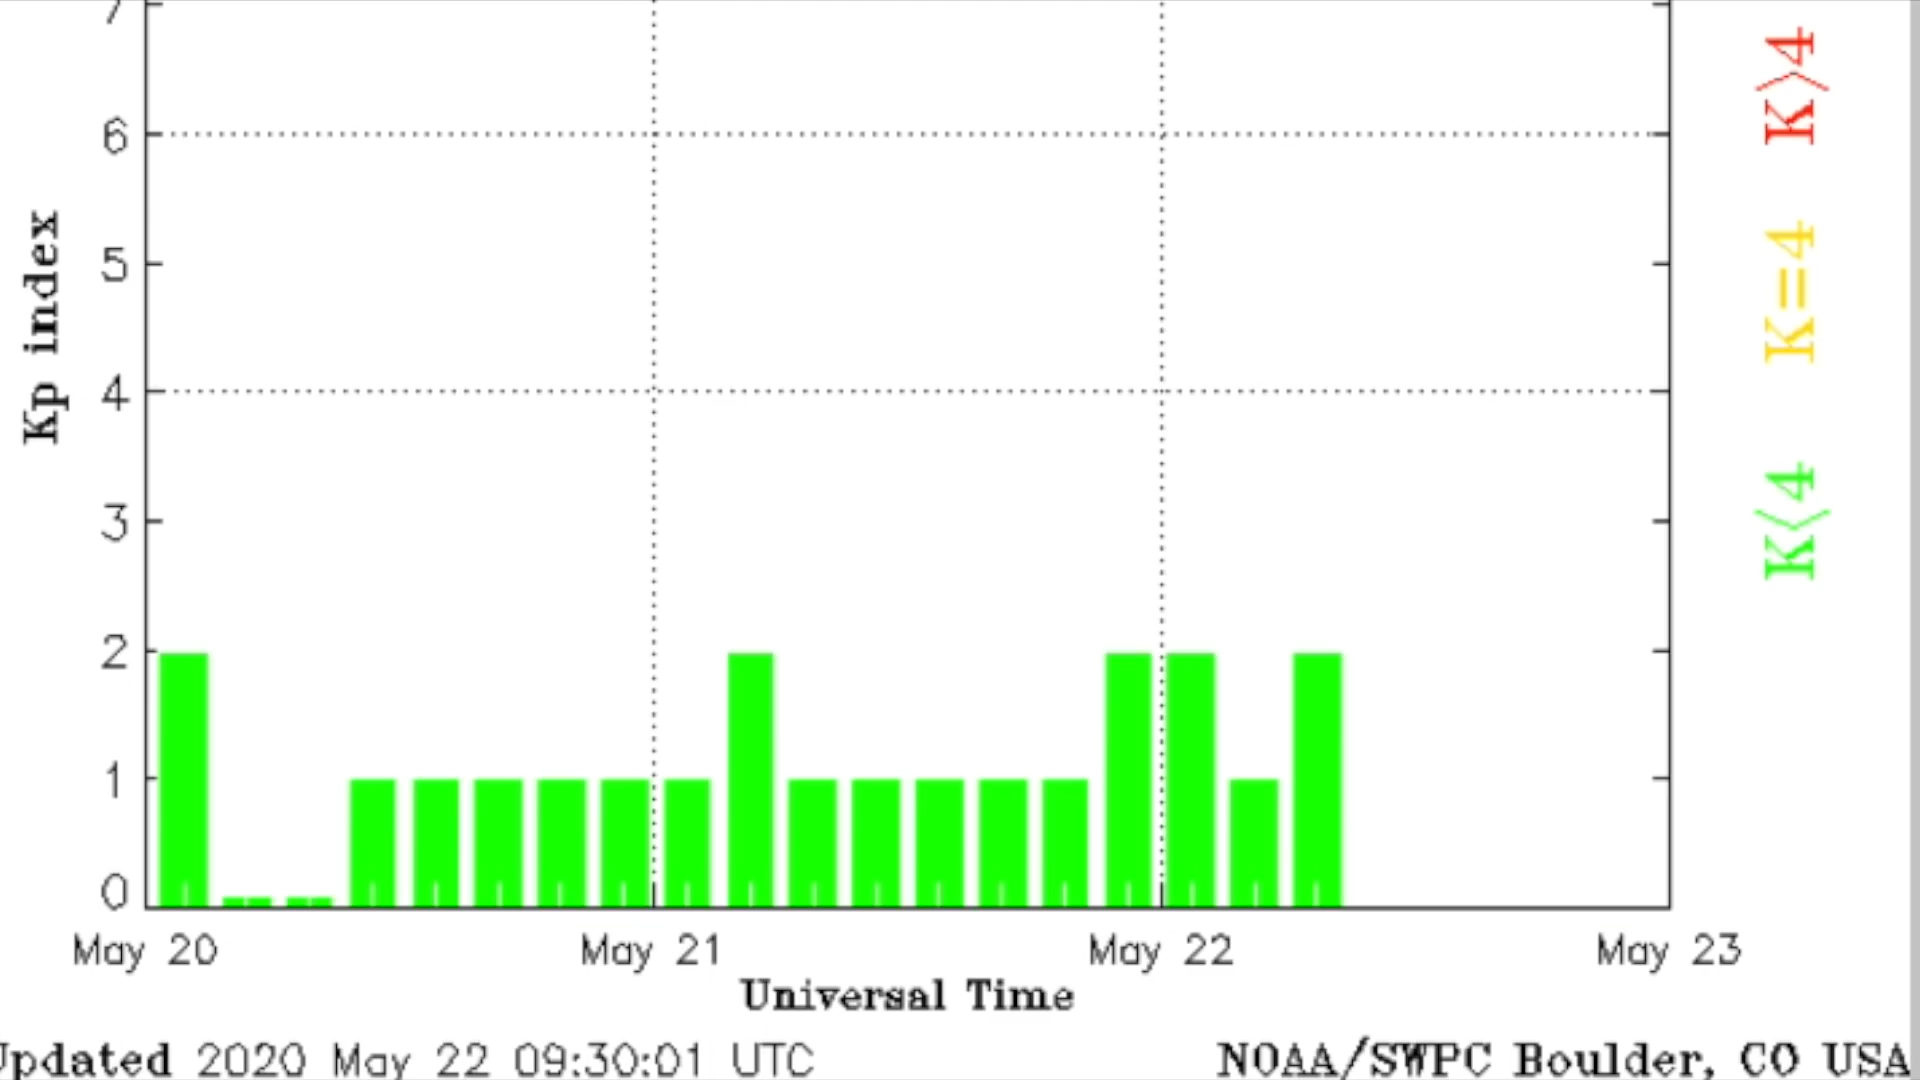 7
6
5
4
3
2
1
0
Kp index
K>4
K=4
K<4
May 20 May 21 May 22 May 23
Universal Time
Updated 2020 May 22 09:30:01 UTC NOAA/SWPC Boulder, CO USA